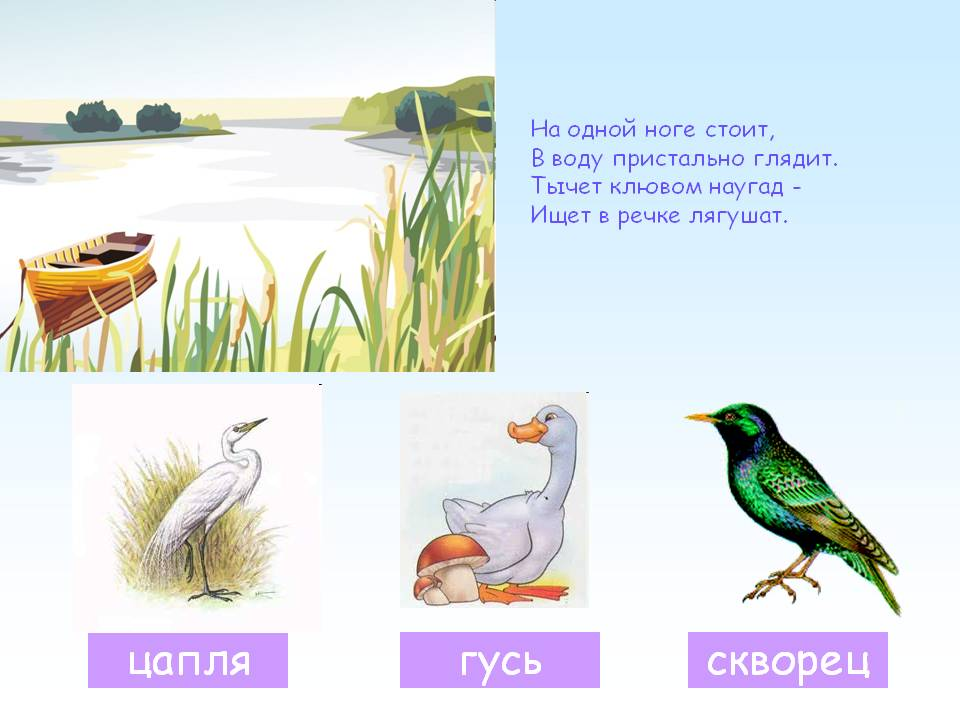 На одной ноге стоит,
В воду пристально глядит.
Тычет клювом наугад -
Ищет в речке лягушат.
цапля
гусь
скворец